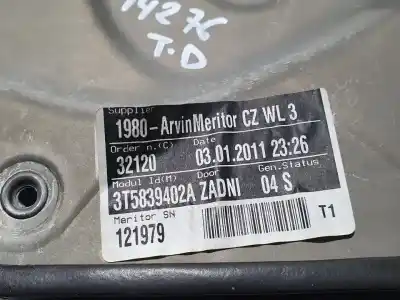 14276
T.D
Supplier
1980-ArvinMeritor CZ WL 3
Order n.(C) Date
32120 03.01.2011 23:26
Modul Id(M) Door Gen.Status
3T5839402A ZADNI 04 S
Meritor SN
121979 T1